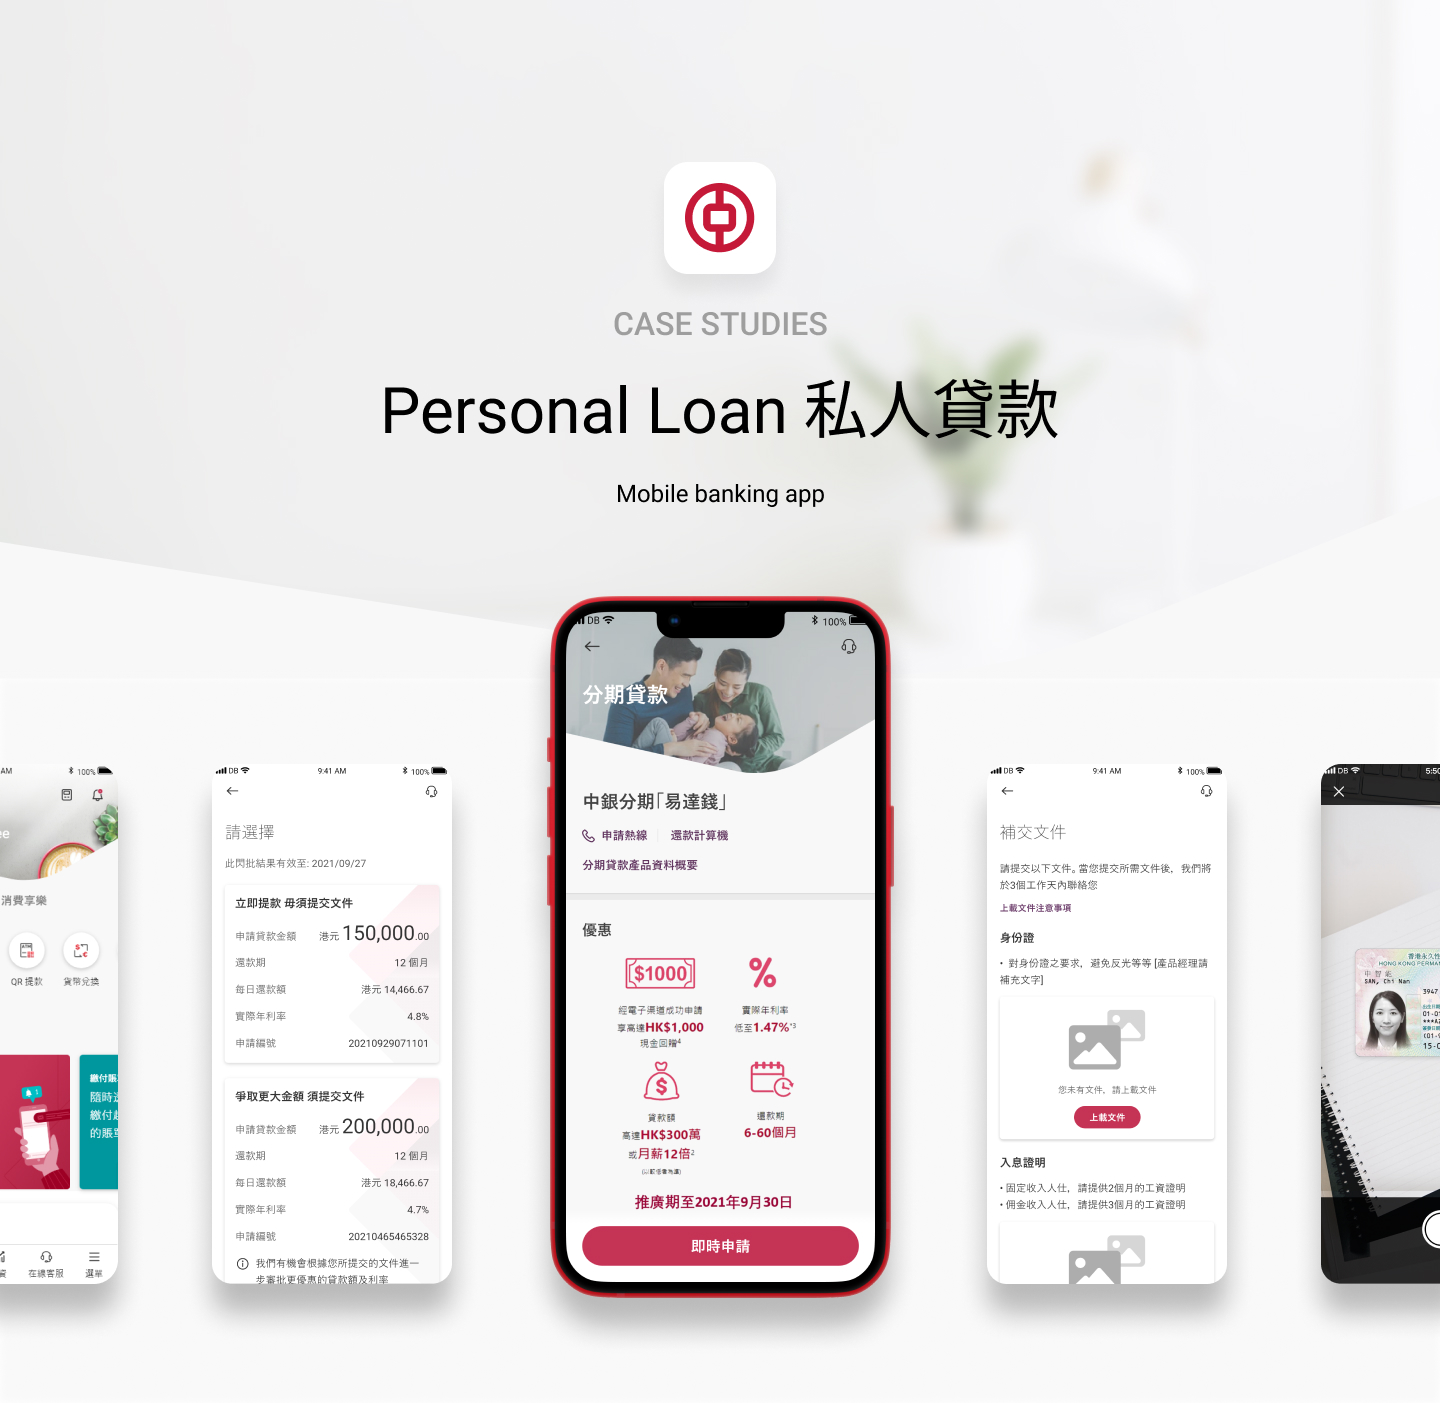 CASE STUDIES
Personal Loan 私人貸款
Mobile banking app
AM
100%
ee
消費享樂
QR 提款
貨幣兌換
繳付賬
隨時
繳付
的賬單
資
在線客服
選單
DB
9:41 AM
100%
請選擇
此閃批結果有效至: 2021/09/27
立即提款 毋須提交文件
申請貸款金額 港元 150,000.00
還款期 12 個月
每日還款額 港元 14,466.67
實際年利率 4.8%
申請編號 20210929071101
爭取更大金額 須提交文件
申請貸款金額 港元 200,000.00
還款期 12 個月
每日還款額 港元 18,466.67
實際年利率 4.7%
申請編號 20210465465328
我們有機會根據您所提交的文件進一
步審批更優惠的貸款額及利率
DB
100%
分期貸款
中銀分期「易達錢」
申請熱線
還款計算機
分期貸款產品資料概要
優惠
$1000
%
經電子渠道成功申請
享高達HK$1,000
現金回贈4
實際年利率
低至1.47%*3
$
貸款額
高達HK$300萬
或月薪12倍2
(以較低者為準)
還款期
6-60個月
推廣期至2021年9月30日
即時申請
DB
9:41 AM
100%
補交文件
請提交以下文件。當您提交所需文件後，我們將
於3個工作天內聯絡您
上載文件注意事項
身份證
• 對身份證之要求，避免反光等等 [產品經理請
補充文字]
您未有文件，請上載文件
上載文件
入息證明
• 固定收入人仕，請提供2個月的工資證明
• 佣金收入人仕，請提供3個月的工資證明
DB
5:50
香港永久性
HONG KONG PERMAN
SAN, Chi Nan
3947
01-01
***AZ
(01-9
15-0